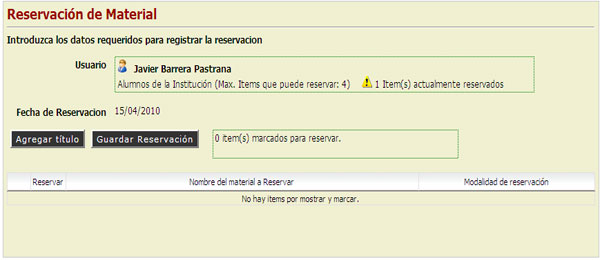 Reservación de Material
Introduzca los datos requeridos para registrar la reservacion
Usuario Javier Barrera Pastrana
Alumnos de la Institución (Max. Items que puede reservar: 4) 1 Item(s) actualmente reservados
Fecha de Reservacion 15/04/2010
Agregar título Guardar Reservación 0 item(s) marcados para reservar.
Reservar Nombre del material a Reservar Modalidad de reservación
No hay items por mostrar y marcar.